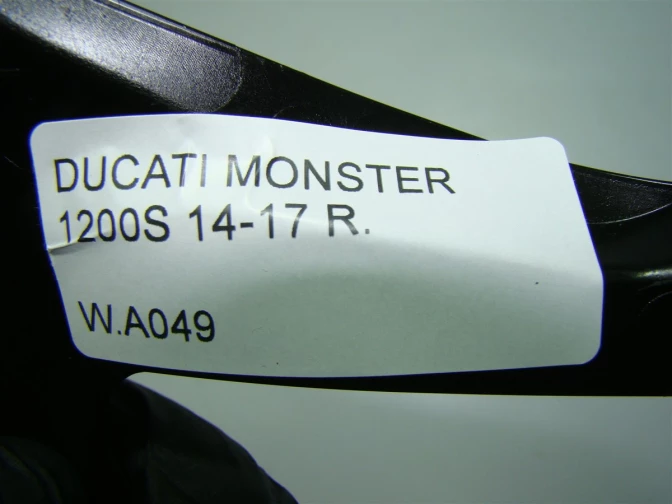 DUCATI MONSTER
1200S 14-17 R.
W.A049